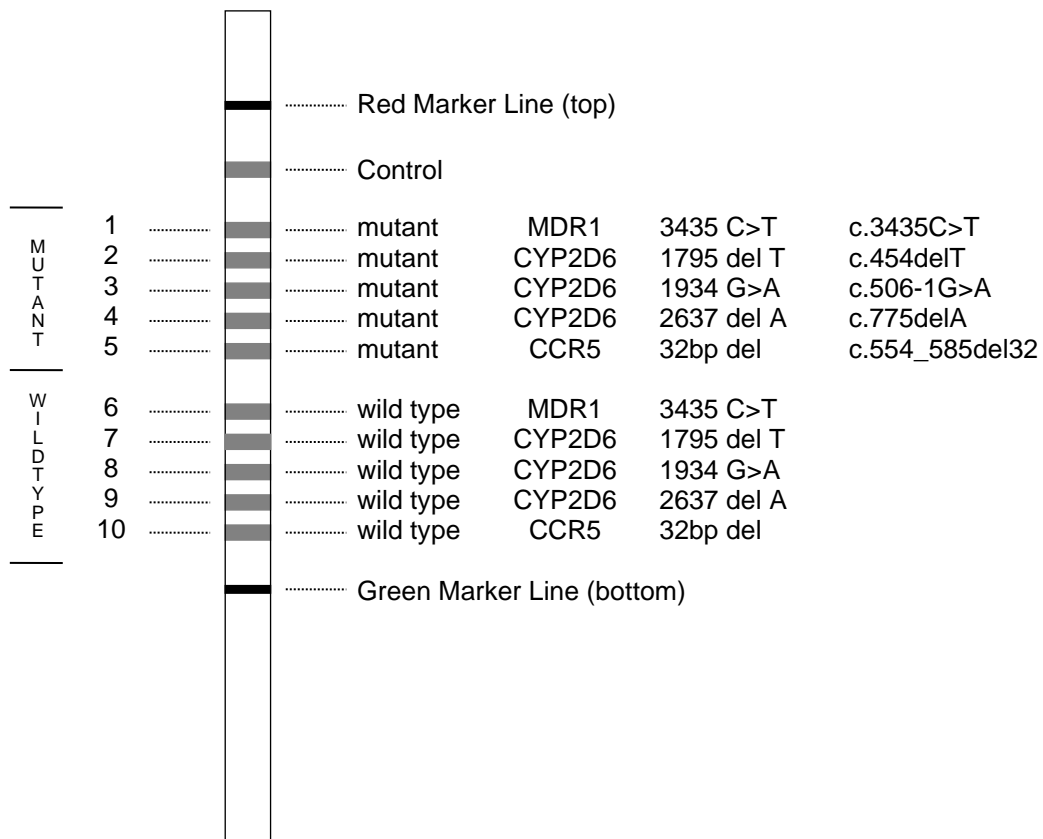 Red Marker Line (top)
Control
MUTANT
1 mutant MDR1 3435 C>T c.3435C>T
2 mutant CYP2D6 1795 del T c.454delT
3 mutant CYP2D6 1934 G>A c.506-1G>A
4 mutant CYP2D6 2637 del A c.775delA
5 mutant CCR5 32bp del c.554_585del32
WILDTYPE
6 wild type MDR1 3435 C>T
7 wild type CYP2D6 1795 del T
8 wild type CYP2D6 1934 G>A
9 wild type CYP2D6 2637 del A
10 wild type CCR5 32bp del
Green Marker Line (bottom)